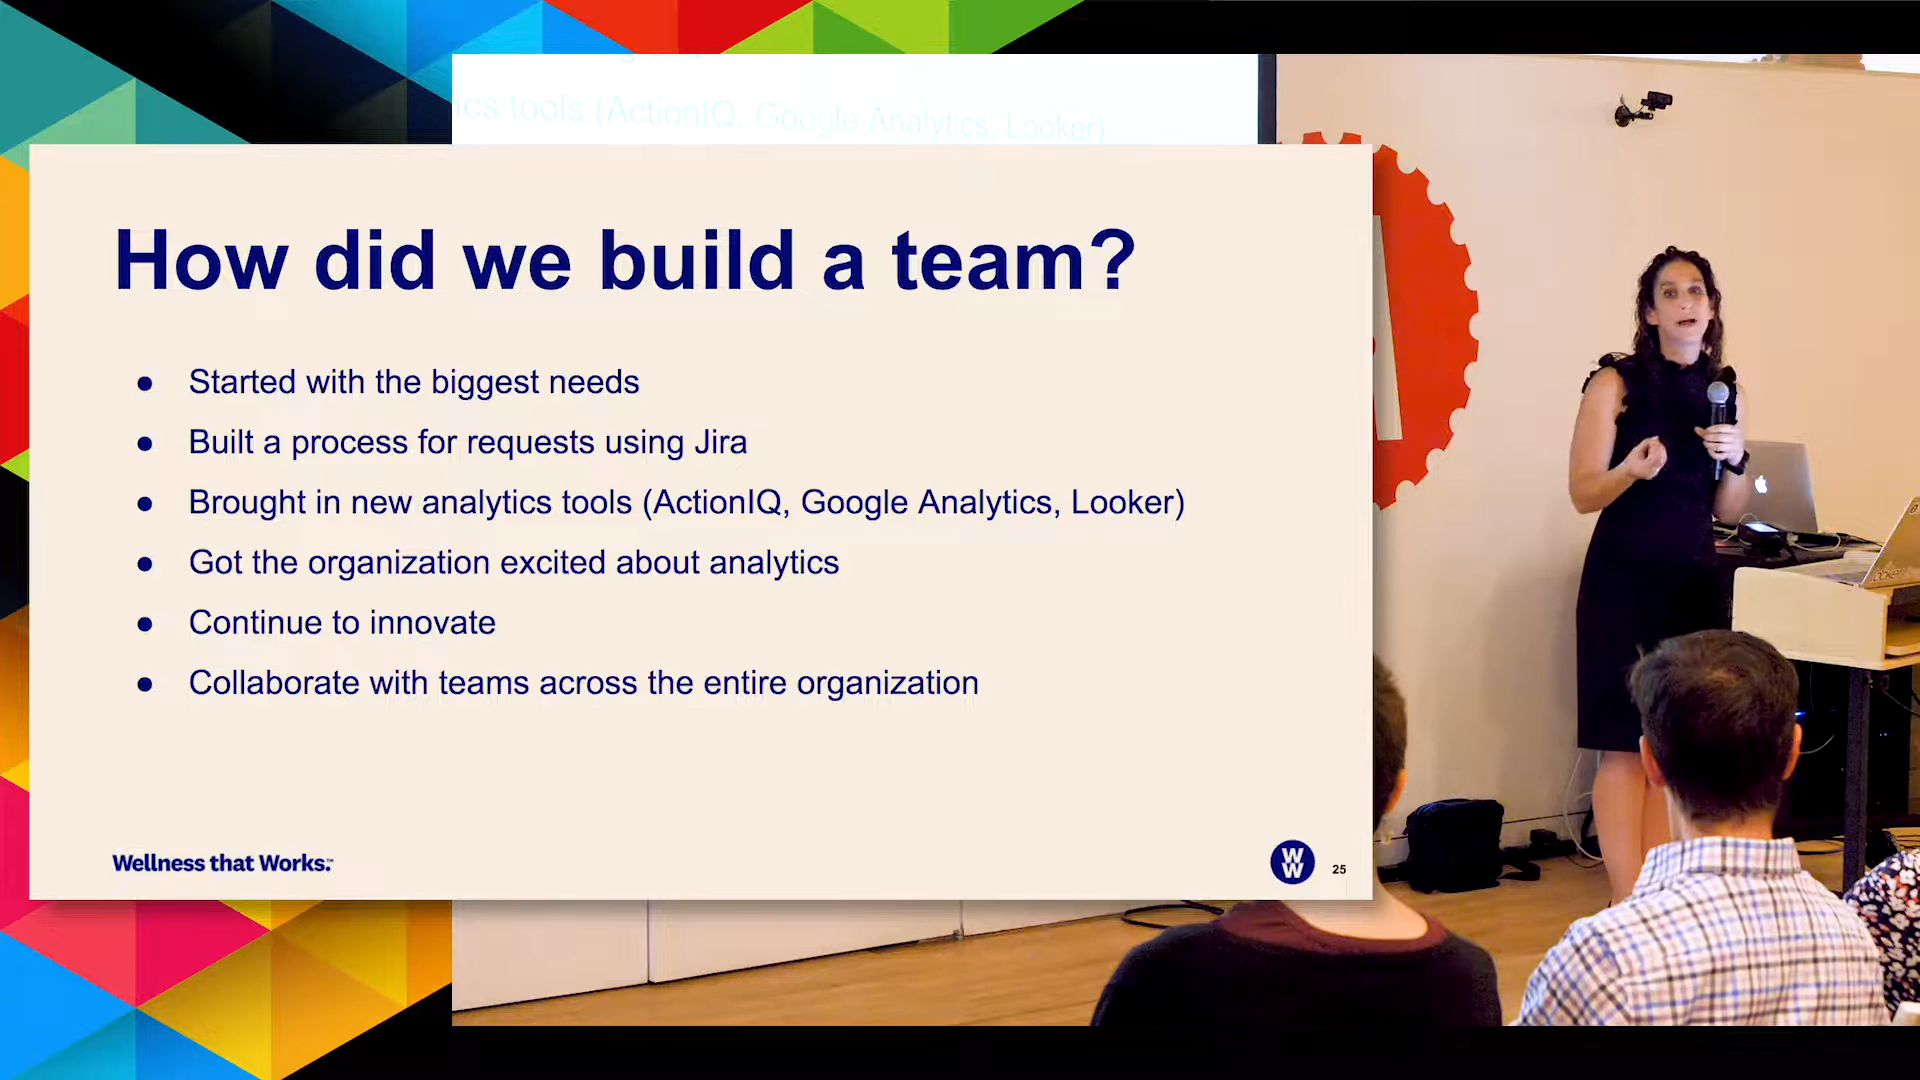 ics tools (ActionIQ. Google Analytics, Looker)
How did we build a team?
● Started with the biggest needs
● Built a process for requests using Jira
● Brought in new analytics tools (ActionIQ, Google Analytics, Looker)
● Got the organization excited about analytics
● Continue to innovate
● Collaborate with teams across the entire organization
Wellness that Works.™
W
W
25